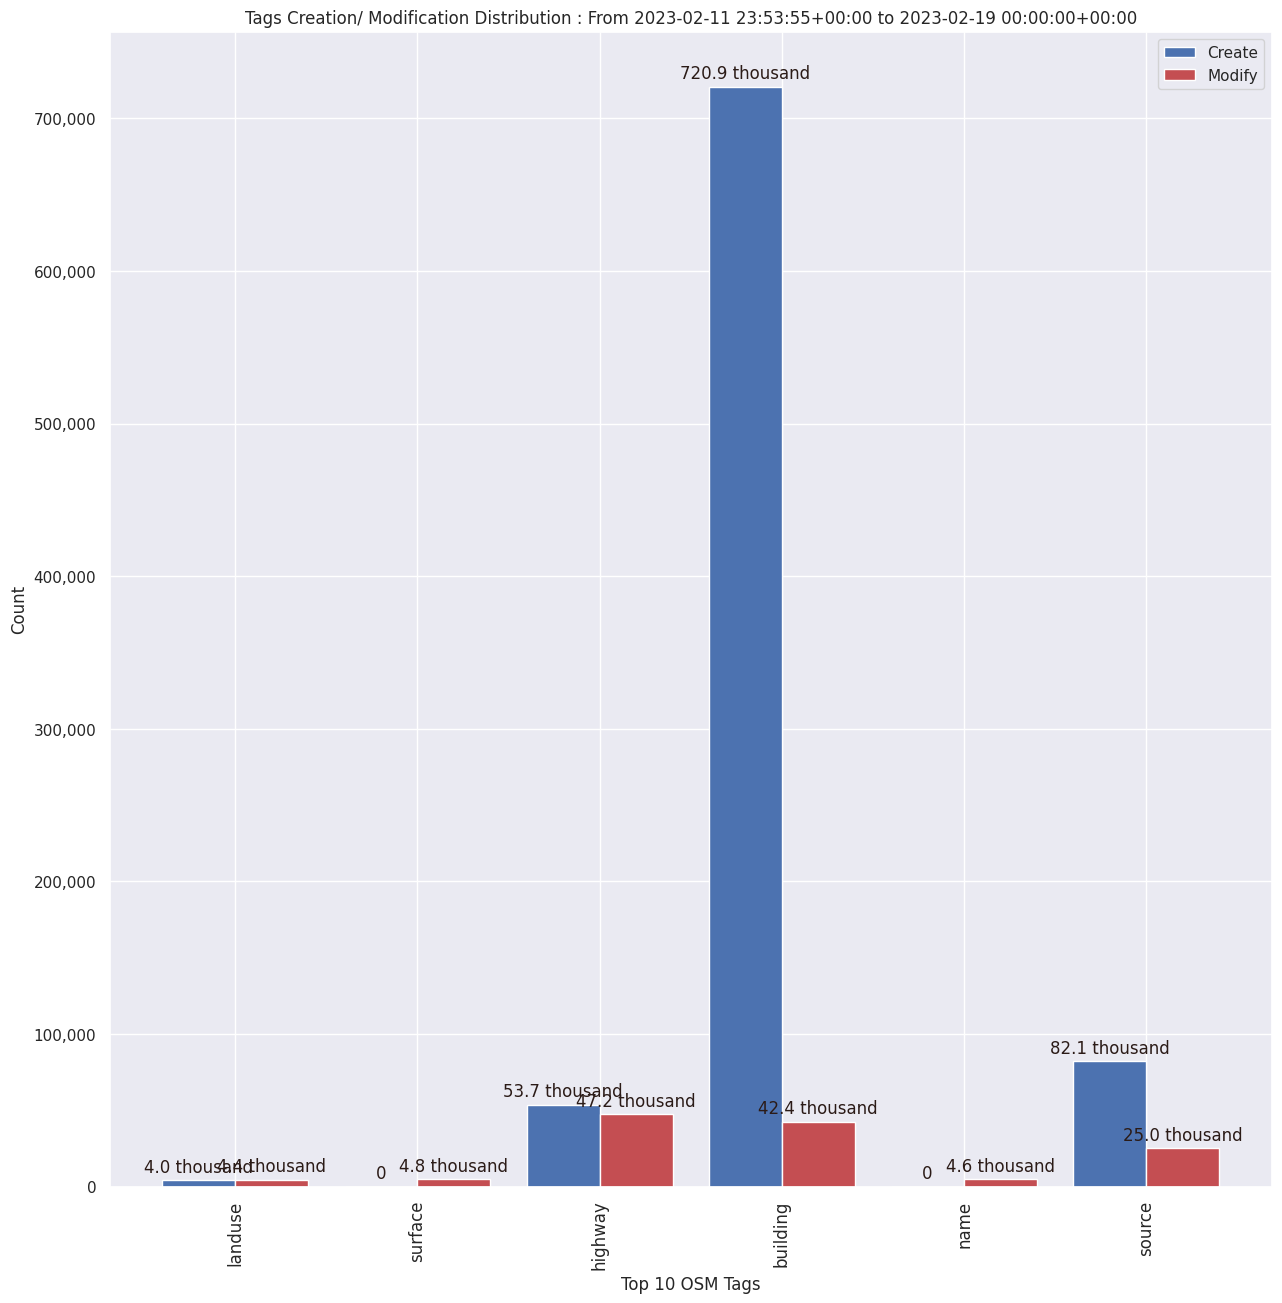 Tags Creation/ Modification Distribution : From 2023-02-11 23:53:55+00:00 to 2023-02-19 00:00:00+00:00
Create
Modify
720.9 thousand
700,000
600,000
500,000
400,000
300,000
200,000
100,000
0
Count
4.0 thousand
4.4 thousand
0
4.8 thousand
53.7 thousand
47.2 thousand
42.4 thousand
0
4.6 thousand
82.1 thousand
25.0 thousand
landuse
surface
highway
building
name
source
Top 10 OSM Tags